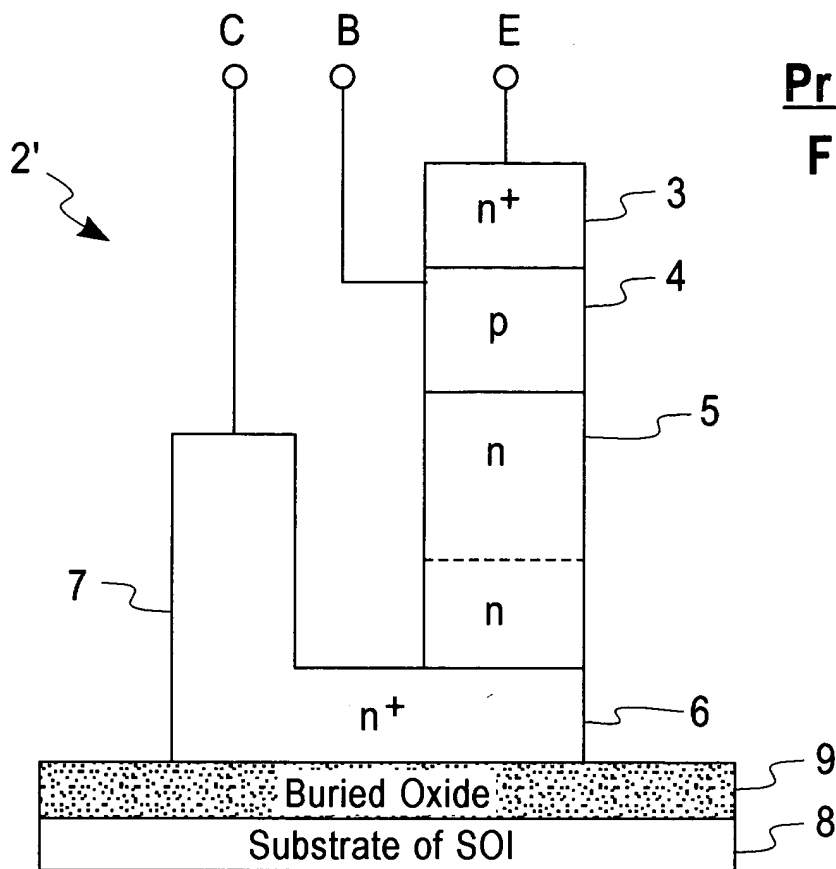 C B E
Pr
F
2'
n+ 3
4
p
5
n
7
n
n+ 6
9
Buried Oxide
8
Substrate of SOI